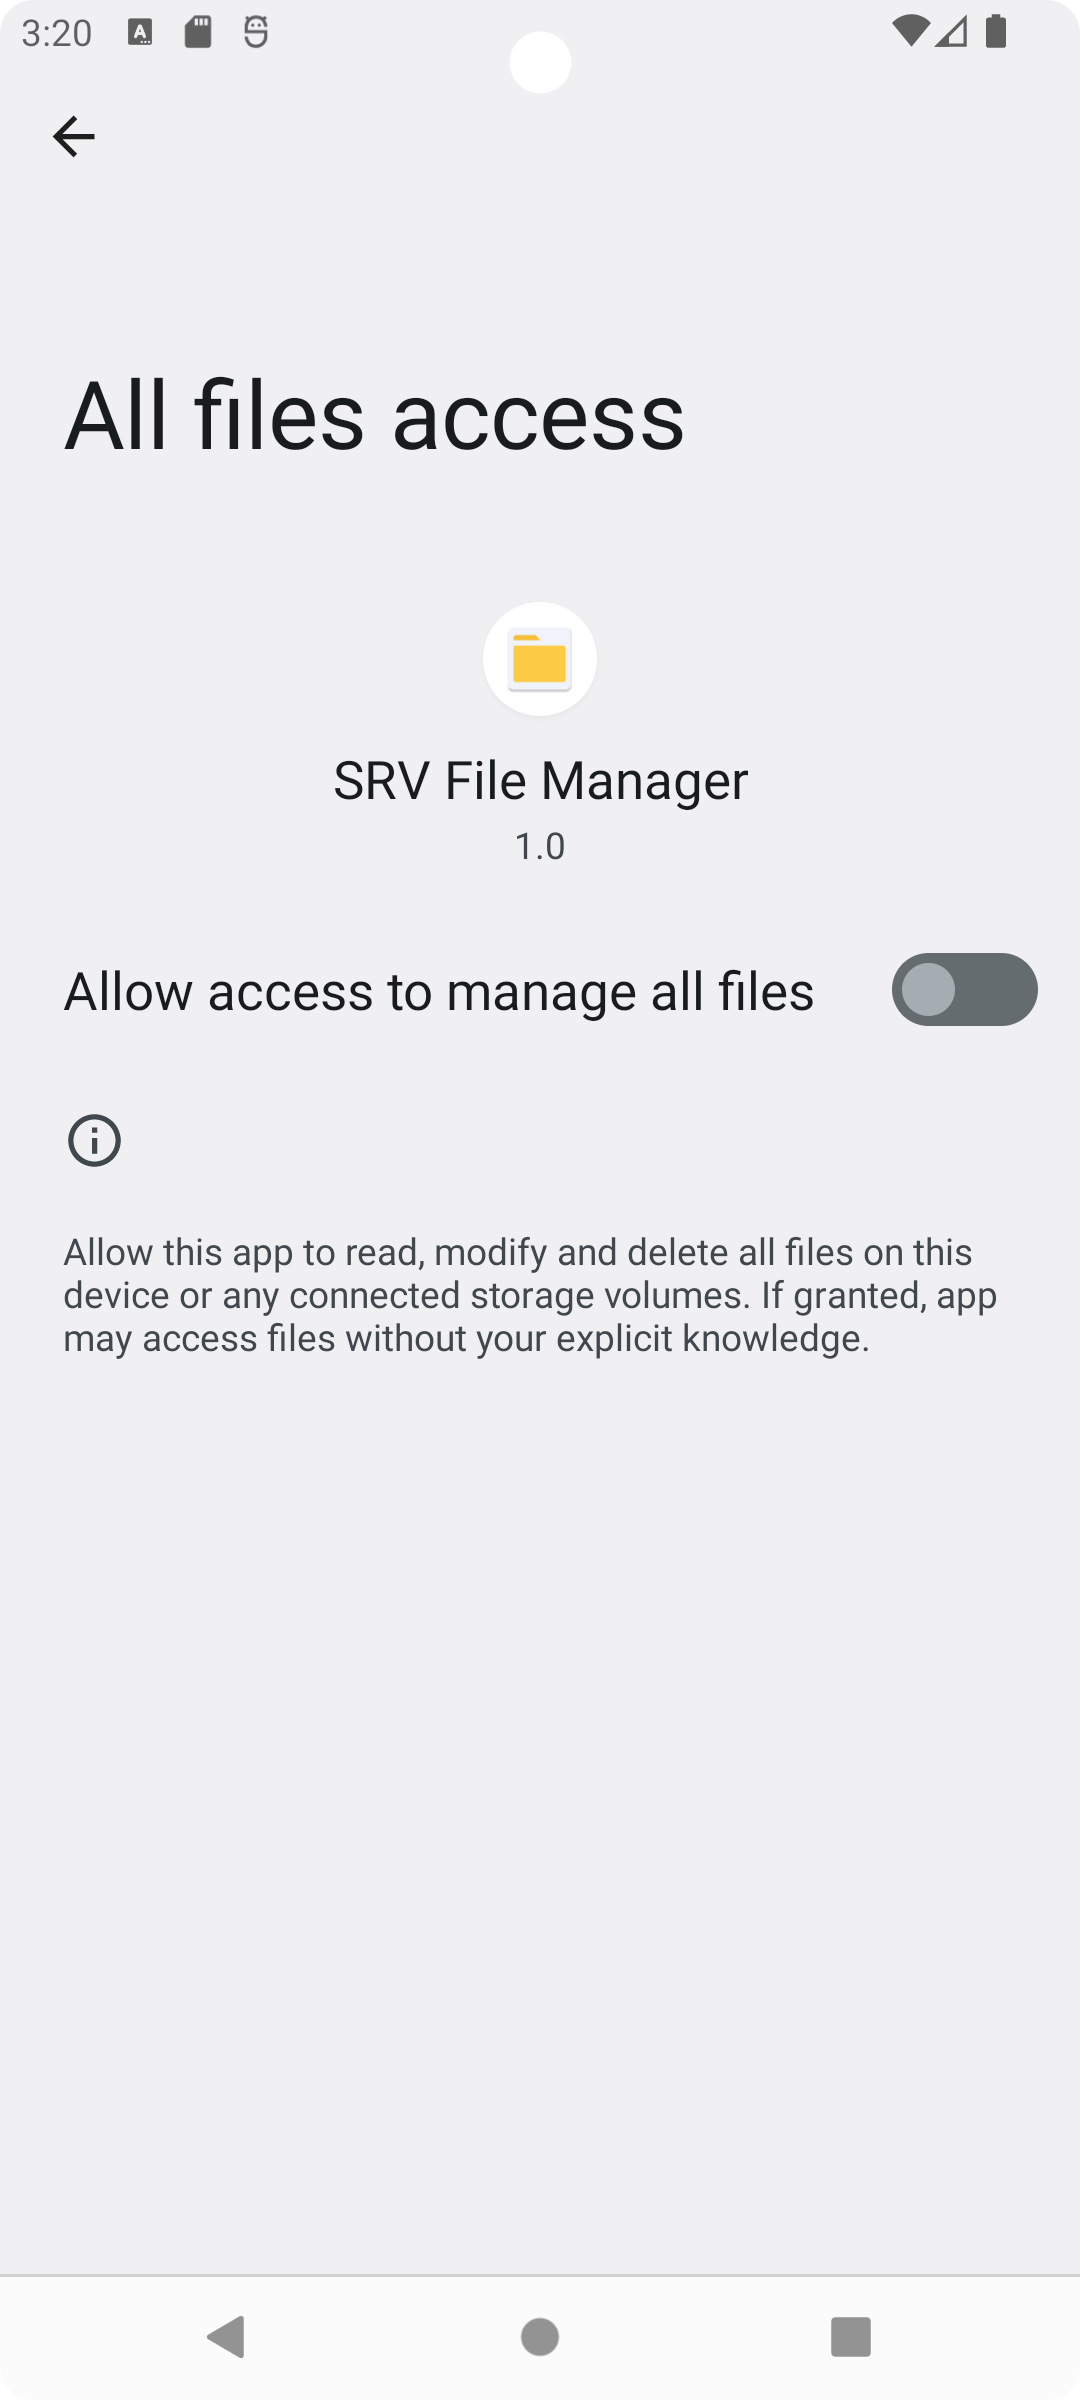 3:20
All files access
SRV File Manager
1.0
Allow access to manage all files
Allow this app to read, modify and delete all files on this
device or any connected storage volumes. If granted, app
may access files without your explicit knowledge.